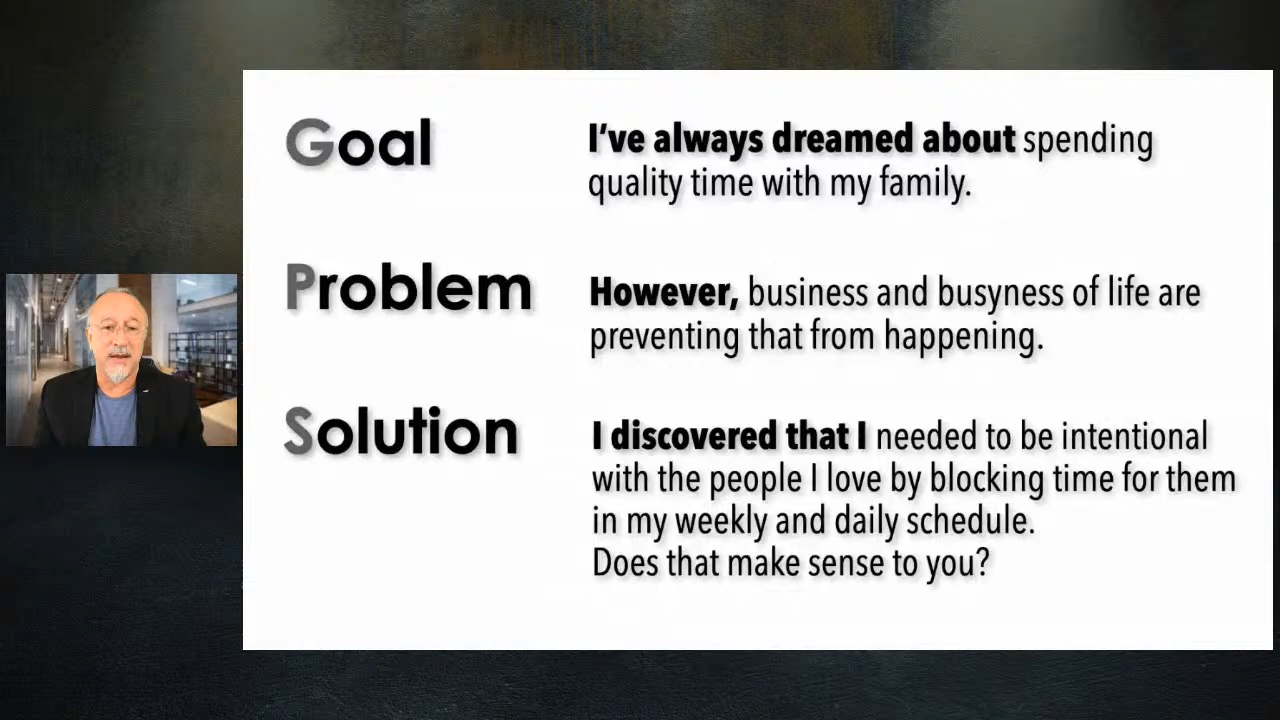 Goal
I've always dreamed about spending
quality time with my family.
Problem
However, business and busyness of life are
preventing that from happening.
Solution
I discovered that I needed to be intentional
with the people I love by blocking time for them
in my weekly and daily schedule.
Does that make sense to you?